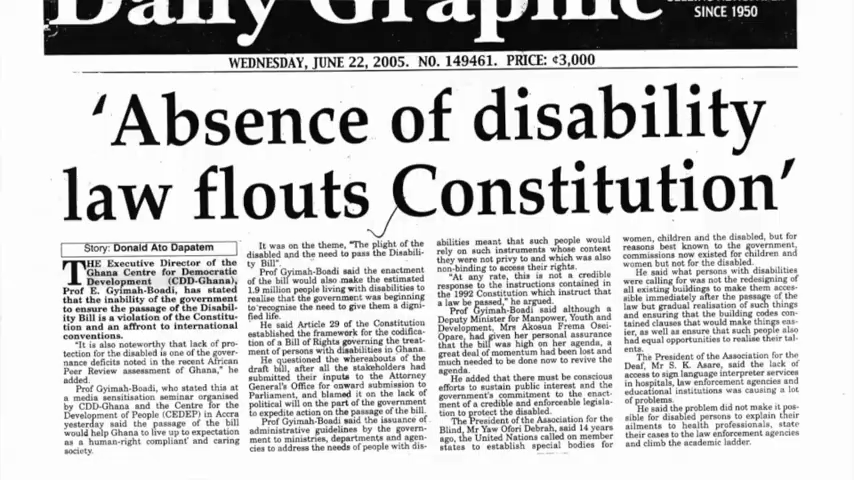 Daily Graphic
SINCE 1950
WEDNESDAY, JUNE 22, 2005. NO. 149461. PRICE: ¢3,000
'Absence of disability
law flouts Constitution'
Story: Donald Ato Dapatem
THE Executive Director of the
Ghana Centre for Democratic
Development (CDD-Ghana),
Prof E. Gyimah-Boadi, has stated
that the inability of the government
to ensure the passage of the Disabil-
ity Bill is a violation of the Constitu-
tion and an affront to international
conventions.
"It is also noteworthy that lack of pro-
tection for the disabled is one of the gover-
nance deficits noted in the recent African
Peer Review assessment of Ghana," he
added.
Prof Gyimah-Boadi, who stated this at
a media sensitisation seminar organised
by CDD-Ghana and the Centre for the
Development of People (CEDEP) in Accra
yesterday said the passage of the bill
would help Ghana to live up to expectation
as a human-right compliant' and caring
society.
It was on the theme, "The plight of the
disabled and the need to pass the Disabili-
ty Bill".
Prof Gyimah-Boadi said the enactment
of the bill would also make the estimated
1.9 million people living with disabilities to
realise that the government was beginning
to recognise the need to give them a digni-
fied life.
He said Article 29 of the Constitution
established the framework for the codifica-
tion of a Bill of Rights governing the treat-
ment of persons with disabilities in Ghana.
He questioned the whereabouts of the
draft bill, after all the stakeholders had
submitted their inputs to the Attorney
General's Office for onward submission to
Parliament, and blamed it on the lack of
political will on the part of the government
to expedite action on the passage of the bill.
Prof Gyimah-Boadi said the issuance of
administrative guidelines by the govern-
ment to ministries, departments and agen-
cies to address the needs of people with dis-
abilities meant that such people would
rely on such instruments whose content
they were not privy to and which was also
non-binding to access their rights.
"At any rate, this is not a credible
response to the instructions contained in
the 1992 Constitution which instruct that
a law be passed," he argued.
Prof Gyimah-Boadi said although a
Deputy Minister for Manpower, Youth and
Development, Mrs Akosua Frema Osei-
Opare, had given her personal assurance
that the bill was high on her agenda, a
great deal of momentum had been lost and
much needed to be done now to revive the
agenda.
He added that there must be conscious
efforts to sustain public interest and the
government's commitment to the enact-
ment of a credible and enforceable legisla-
tion to protect the disabled.
The President of the Association for the
Blind, Mr Yaw Ofori Debrah, said 14 years
ago, the United Nations called on member
states to establish special bodies for
women, children and the disabled, but for
reasons best known to the government,
commissions now existed for children and
women but not for the disabled.
He said what persons with disabilities
were calling for was not the redesigning of
all existing buildings to make them acces-
sible immediately after the passage of the
law but gradual realisation of such things
and ensuring that the building codes con-
tained clauses that would make things eas-
ier, as well as ensure that such people also
had equal opportunities to realise their tal-
ents.
The President of the Association for the
Deaf, Mr S. K. Asare, said the lack of
access to sign language interpreter services
in hospitals, law enforcement agencies and
educational institutions was causing a lot
of problems.
He said the problem did not make it pos-
sible for disabled persons to explain their
ailments to health professionals, state
their cases to the law enforcement agencies
and climb the academic ladder.